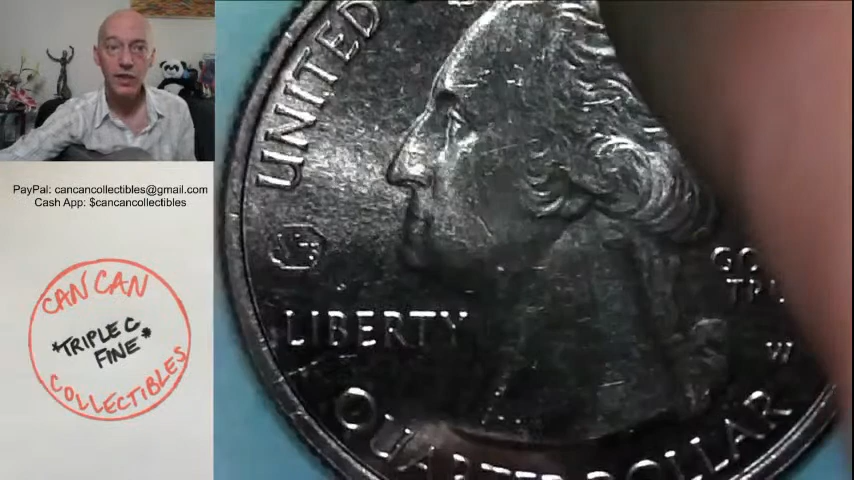 PayPal: cancancollectibles@gmail.com
Cash App: $cancancollectibles
CAN CAN
*TRIPLE C
FINE*
COLLECTIBLES
UNITED
LIBERTY
W
QUARTER DOLLAR